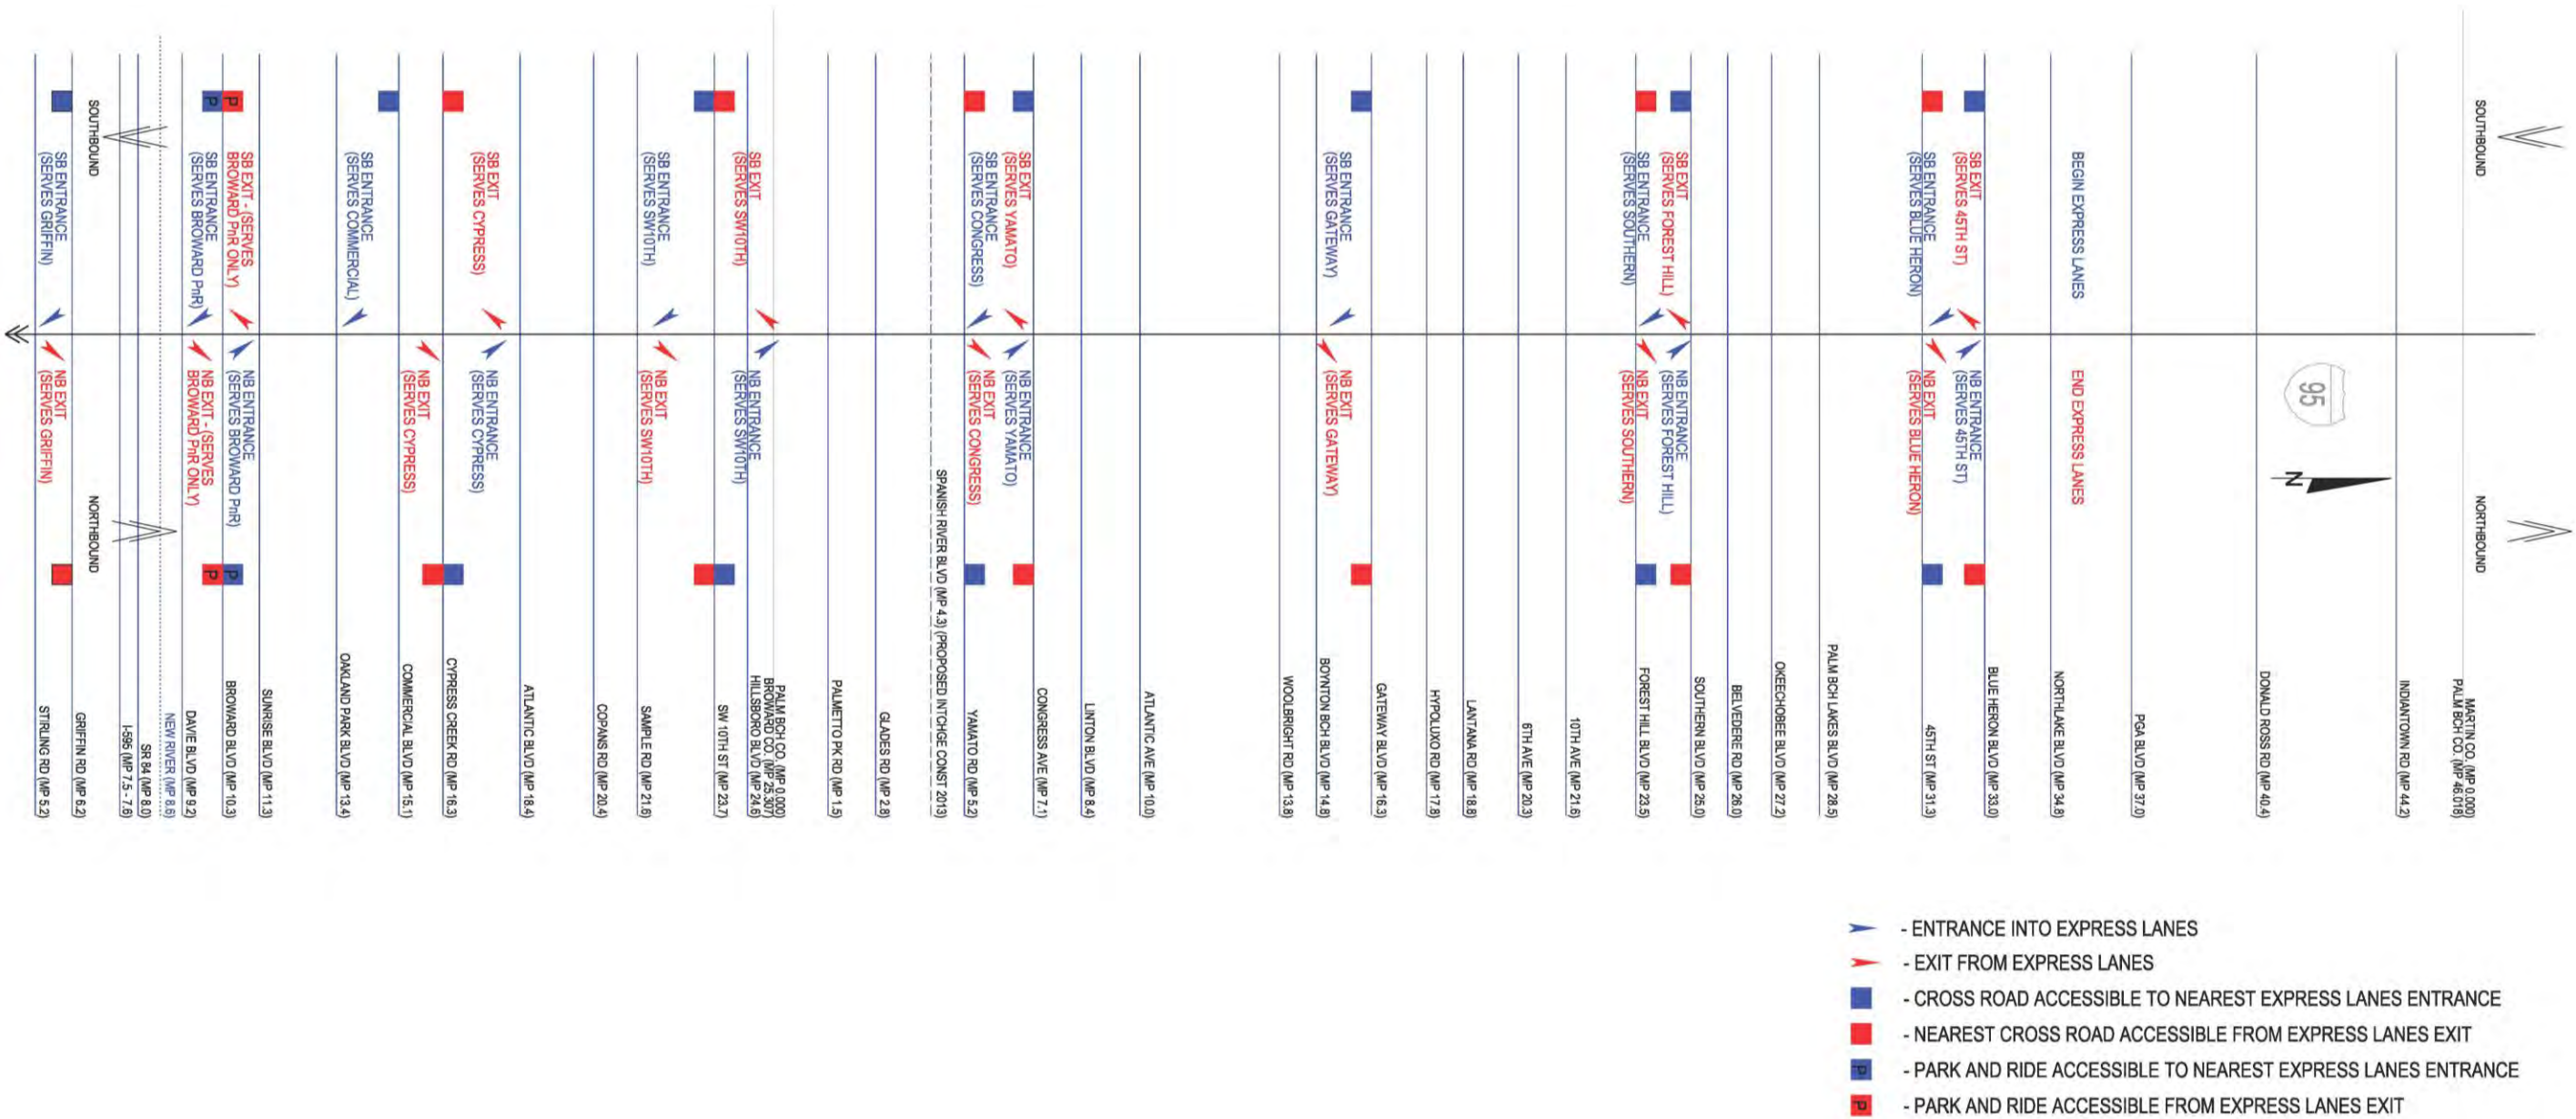 SOUTHBOUND
SB ENTRANCE
(SERVES GRIFFIN)
SB ENTRANCE
(SERVES BROWARD PnR)
SB EXIT - (SERVES
BROWARD PnR ONLY)
SB ENTRANCE
(SERVES COMMERCIAL)
SB EXIT
(SERVES CYPRESS)
SB ENTRANCE
(SERVES SW10TH)
SB EXIT
(SERVES SW10TH)
SB ENTRANCE
(SERVES CONGRESS)
SB EXIT
(SERVES YAMATO)
SB ENTRANCE
(SERVES GATEWAY)
SB ENTRANCE
(SERVES SOUTHERN)
SB EXIT
(SERVES FOREST HILL)
SB ENTRANCE
(SERVES BLUE HERON)
SB EXIT
(SERVES 45TH ST)
BEGIN EXPRESS LANES
SOUTHBOUND
P
P
NB EXIT
(SERVES GRIFFIN)
NB EXIT - (SERVES
BROWARD PnR ONLY)
NB ENTRANCE
(SERVES BROWARD PnR)
NB EXIT
(SERVES CYPRESS)
NB ENTRANCE
(SERVES CYPRESS)
NB EXIT
(SERVES SW10TH)
NB ENTRANCE
(SERVES SW10TH)
NB EXIT
(SERVES CONGRESS)
NB ENTRANCE
(SERVES YAMATO)
NB EXIT
(SERVES GATEWAY)
NB EXIT
(SERVES SOUTHERN)
NB ENTRANCE
(SERVES FOREST HILL)
NB EXIT
(SERVES BLUE HERON)
NB ENTRANCE
(SERVES 45TH ST)
END EXPRESS LANES
95
N
NORTHBOUND
NORTHBOUND
P
P
STIRLING RD (MP 5.2)
GRIFFIN RD (MP 6.2)
I-595 (MP 7.5 - 7.6)
SR 84 (MP 8.0)
NEW RIVER (MP 8.6)
DAVIE BLVD (MP 9.2)
BROWARD BLVD (MP 10.3)
SUNRISE BLVD (MP 11.3)
OAKLAND PARK BLVD (MP 13.4)
COMMERCIAL BLVD (MP 15.1)
CYPRESS CREEK RD (MP 16.3)
ATLANTIC BLVD (MP 18.4)
COPANS RD (MP 20.4)
SAMPLE RD (MP 21.6)
SW 10TH ST (MP 23.7)
HILLSBORO BLVD (MP 24.6)
BROWARD CO. (MP 25.307)
PALM BCH CO. (MP 0.000)
PALMETTO PK RD (MP 1.5)
GLADES RD (MP 2.8)
SPANISH RIVER BLVD (MP 4.3) (PROPOSED INTCHGE CONST 2013)
YAMATO RD (MP 5.2)
CONGRESS AVE (MP 7.1)
LINTON BLVD (MP 8.4)
ATLANTIC AVE (MP 10.0)
WOOLBRIGHT RD (MP 13.8)
BOYNTON BCH BLVD (MP 14.8)
GATEWAY BLVD (MP 16.3)
HYPOLUXO RD (MP 17.8)
LANTANA RD (MP 18.8)
6TH AVE (MP 20.3)
10TH AVE (MP 21.6)
FOREST HILL BLVD (MP 23.5)
SOUTHERN BLVD (MP 25.0)
BELVEDERE RD (MP 26.0)
OKEECHOBEE BLVD (MP 27.2)
PALM BCH LAKES BLVD (MP 28.5)
45TH ST (MP 31.3)
BLUE HERON BLVD (MP 33.0)
NORTHLAKE BLVD (MP 34.8)
PGA BLVD (MP 37.0)
DONALD ROSS RD (MP 40.4)
INDIANTOWN RD (MP 44.2)
PALM BCH CO. (MP 46.018)
MARTIN CO. (MP 0.000)
- ENTRANCE INTO EXPRESS LANES
- EXIT FROM EXPRESS LANES
- CROSS ROAD ACCESSIBLE TO NEAREST EXPRESS LANES ENTRANCE
- NEAREST CROSS ROAD ACCESSIBLE FROM EXPRESS LANES EXIT
P - PARK AND RIDE ACCESSIBLE TO NEAREST EXPRESS LANES ENTRANCE
P - PARK AND RIDE ACCESSIBLE FROM EXPRESS LANES EXIT